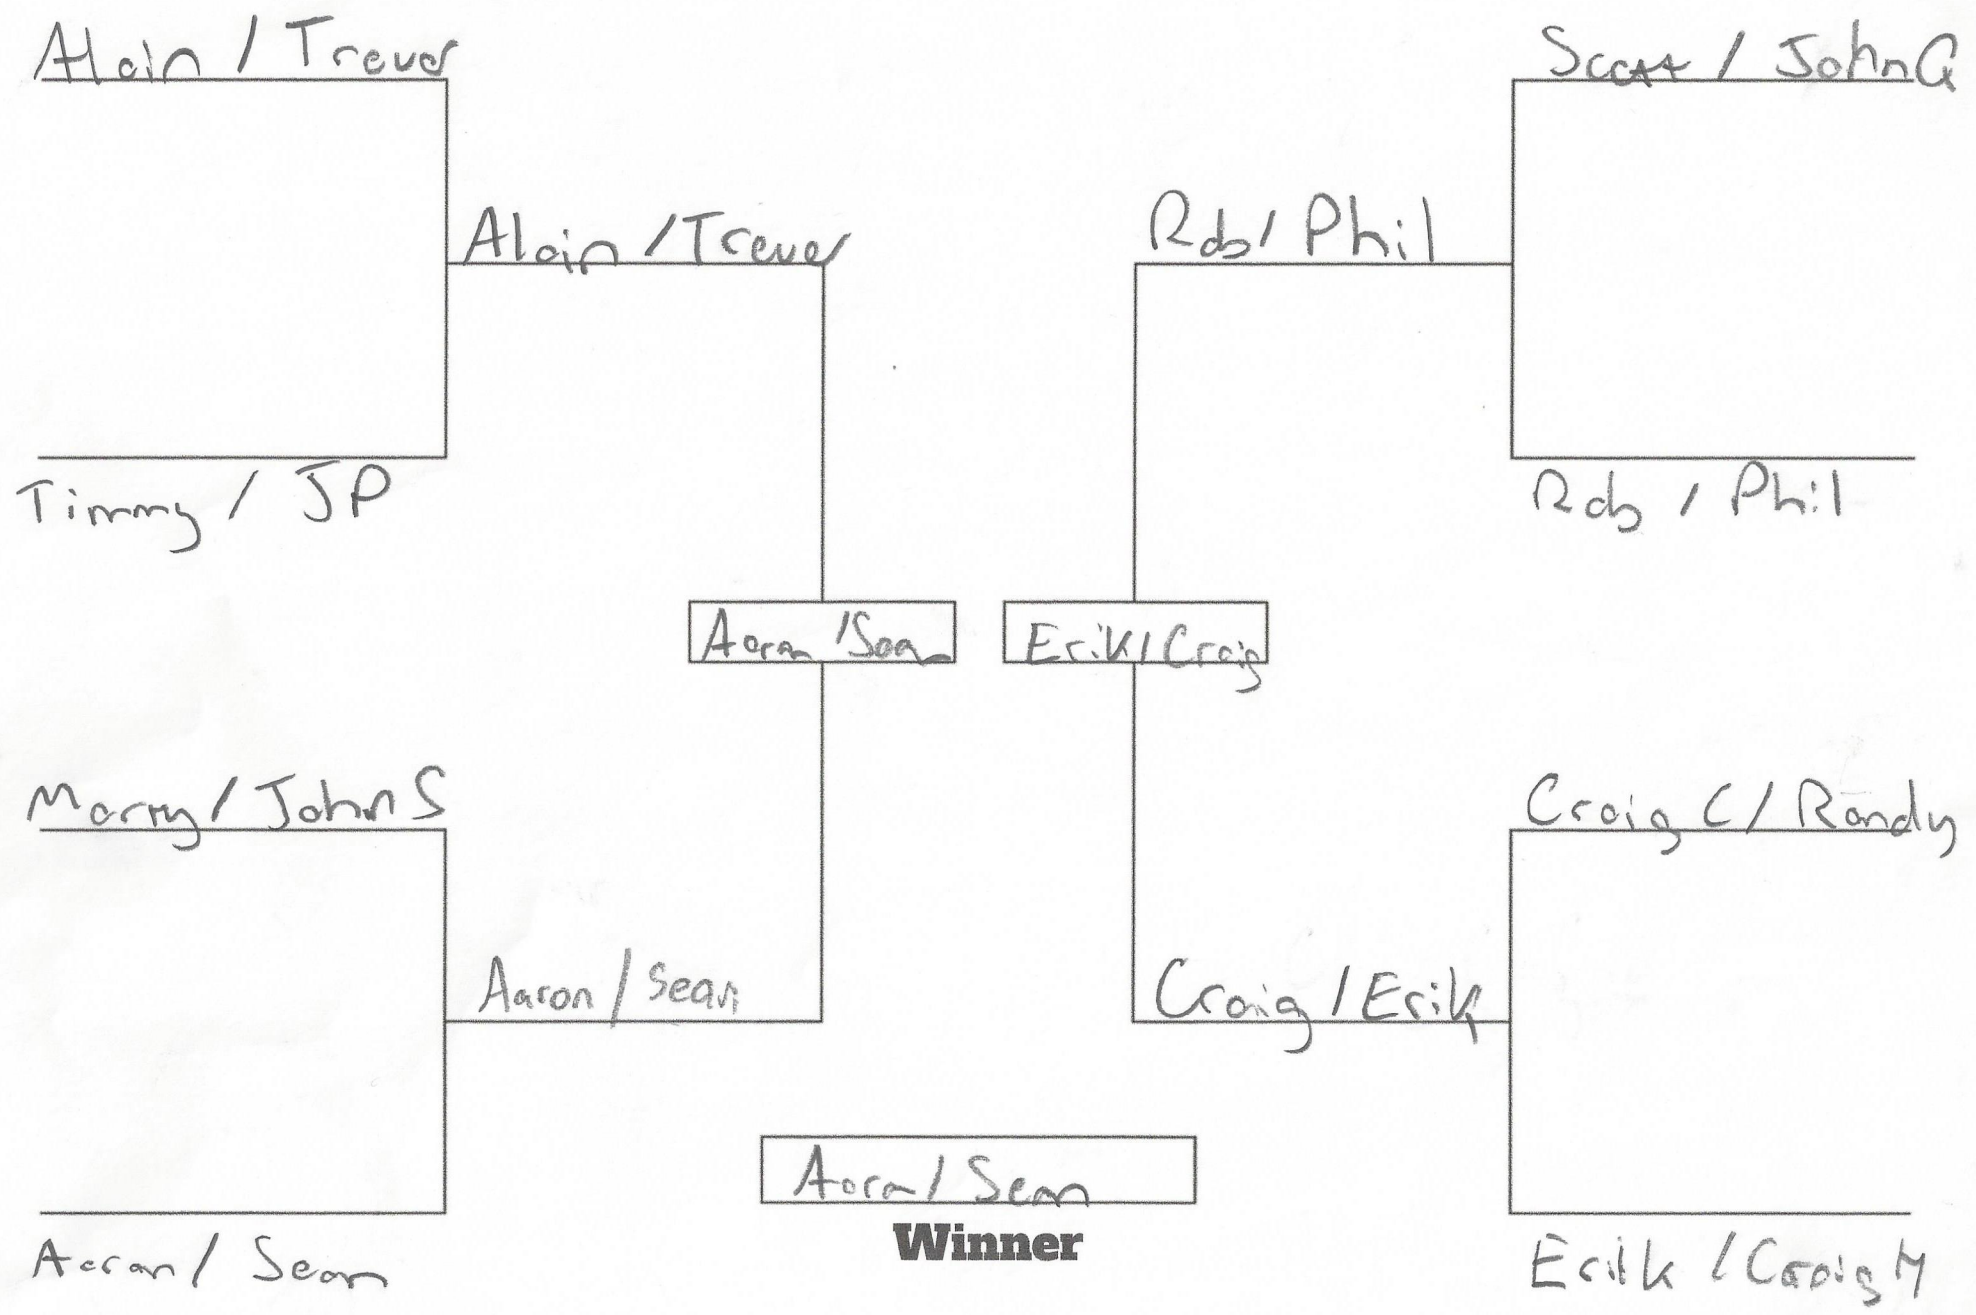 Alain / Trevor
Scott / John G
Alain / Trevor
Rob / Phil
Timmy / JP
Rob / Phil
Aaron / Sean
Erik / Craig
Marty / John S
Craig C / Randy
Aaron / Sean
Craig / Erik
Aaron / Sean
Winner
Aaron / Sean
Erik / Craig M